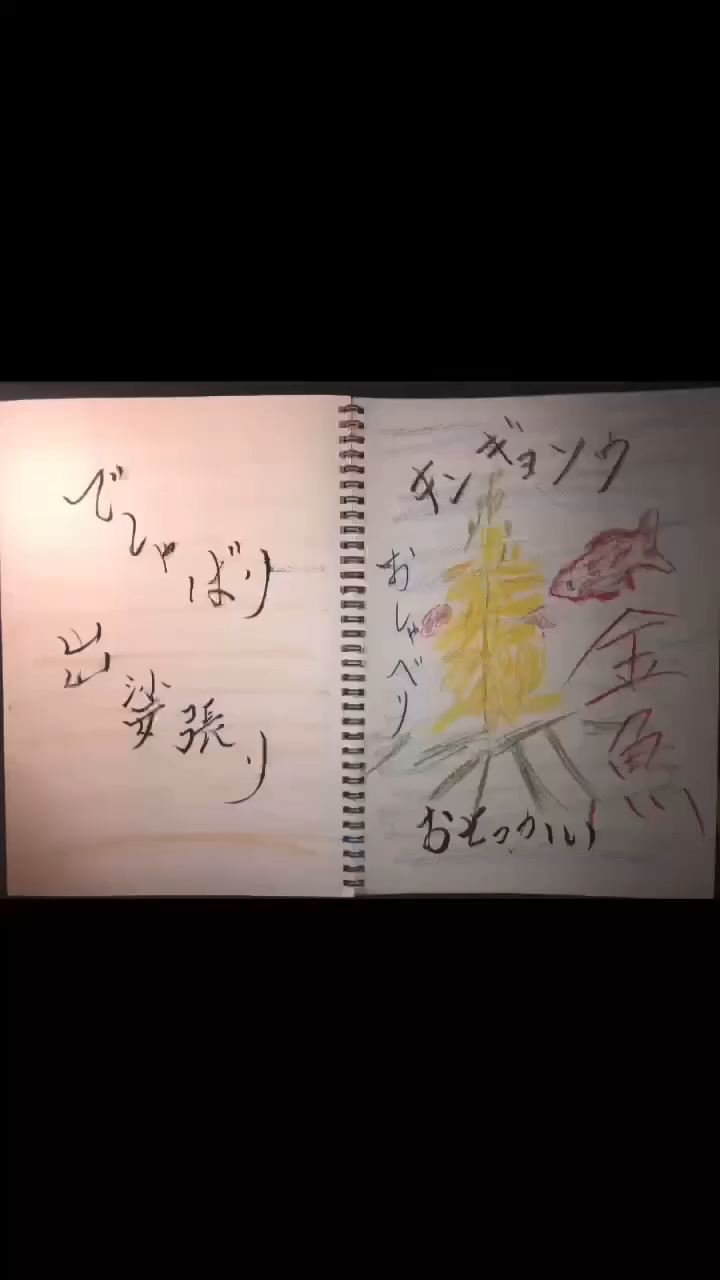 でしゃばり
出娑張り
キンギョソウ
おしゃべり
金魚
おせっかい